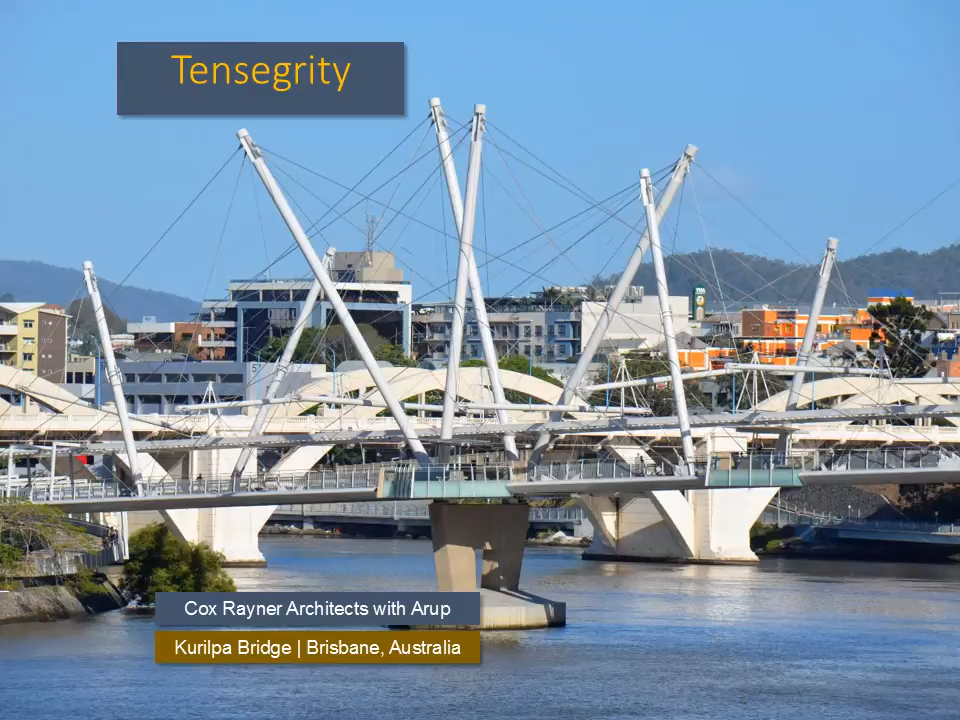 Tensegrity
Cox Rayner Architects with Arup
Kurilpa Bridge | Brisbane, Australia